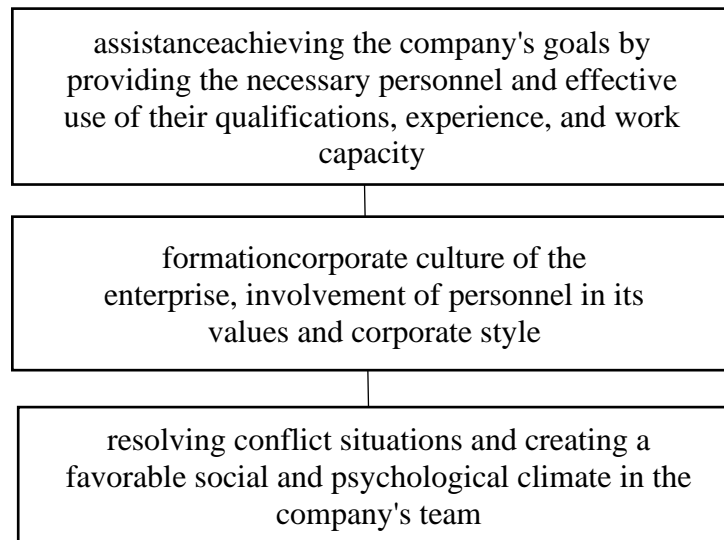 assistanceachieving the company's goals by
providing the necessary personnel and effective
use of their qualifications, experience, and work
capacity
formationcorporate culture of the
enterprise, involvement of personnel in its
values and corporate style
resolving conflict situations and creating a
favorable social and psychological climate in the
company's team